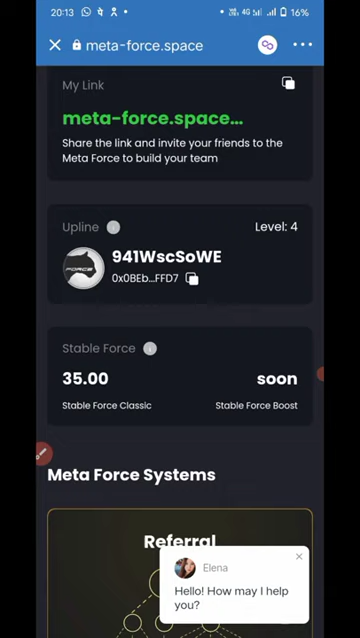 20:13
4G
16%
meta-force.space
My Link
meta-force.space...
Share the link and invite your friends to the
Meta Force to build your team
Upline
Level: 4
941WscSoWE
FORCE
0x0BEb...FFD7
Stable Force
35.00
soon
Stable Force Classic
Stable Force Boost
Meta Force Systems
Referral
Elena
Hello! How may I help
you?